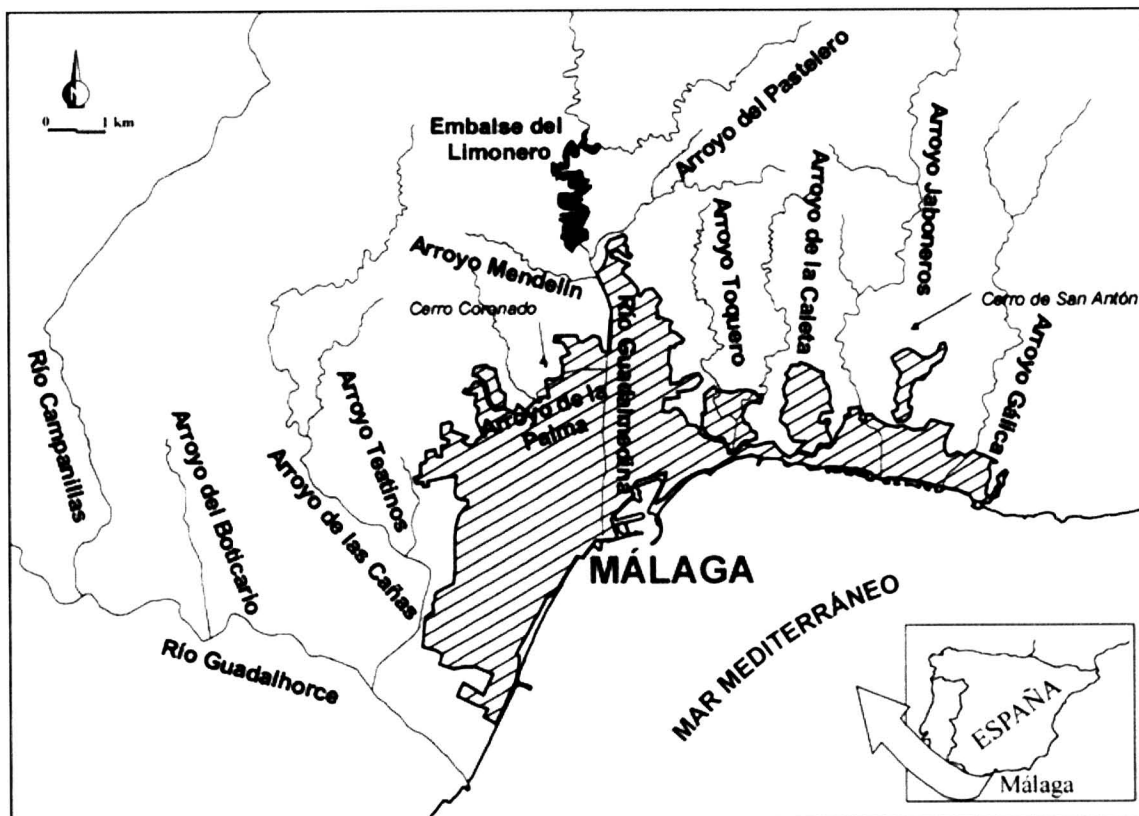 N
0 1 km
Embalse del
Limonero
Arroyo del Pastelero
Arroyo Jaboneros
Arroyo de la Caleta
Arroyo Toquero
Arroyo Mendelín
Cerro Coronado
Río Guadalmedina
Cerro de San Antón
Arroyo Gálica
Río Campanillas
Arroyo del Boticario
Arroyo Teatinos
Arroyo de las Cañas
Arroyo de la
Palma
Río Guadalhorce
MÁLAGA
MAR MEDITERRÁNEO
ESPAÑA
Málaga